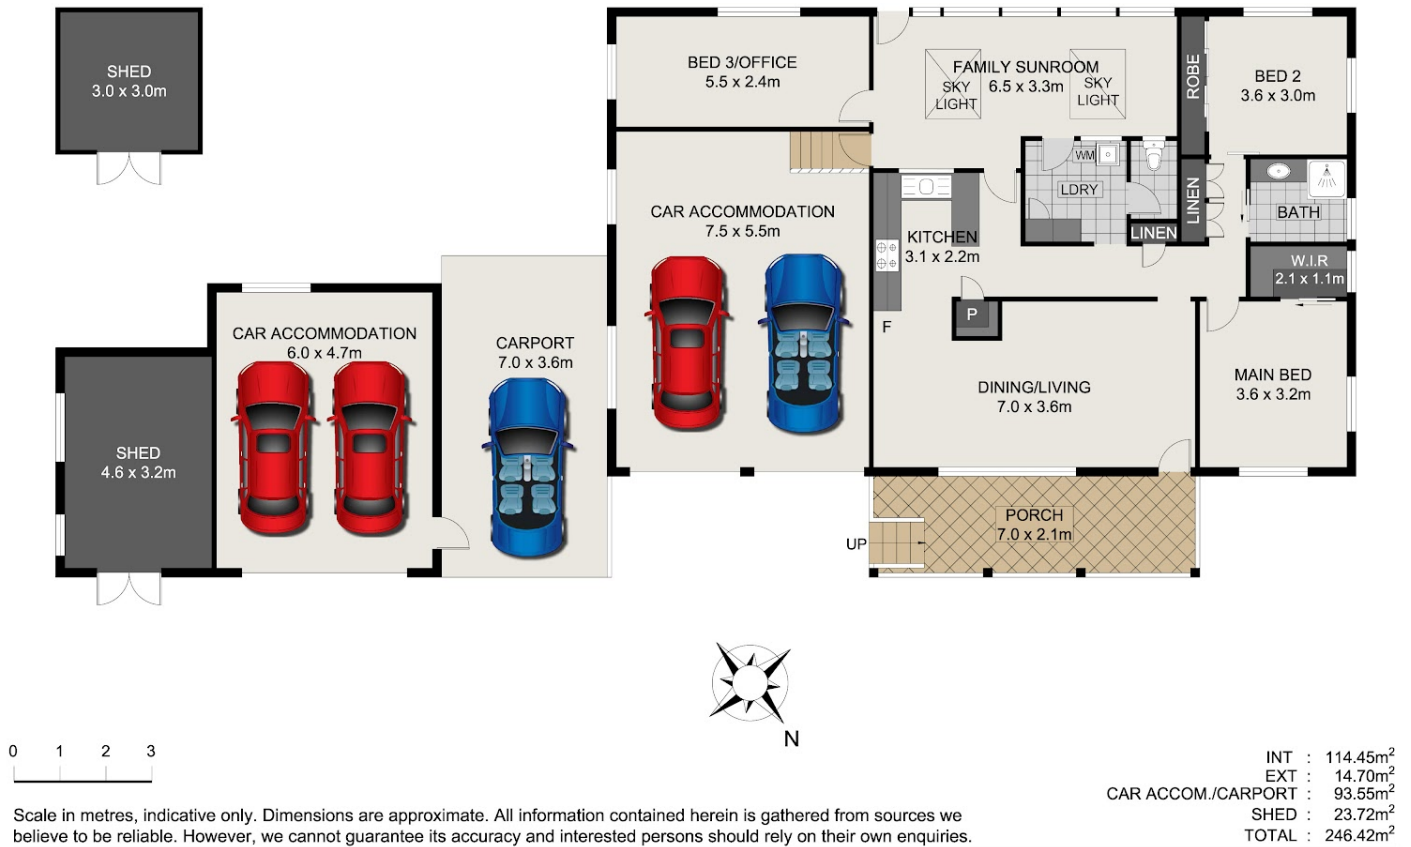 SHED
3.0 x 3.0m
BED 3/OFFICE
5.5 x 2.4m
FAMILY SUNROOM
6.5 x 3.3m
SKY
LIGHT
SKY
LIGHT
ROBE
BED 2
3.6 x 3.0m
WM
LDRY
LINEN
LINEN
BATH
CAR ACCOMMODATION
7.5 x 5.5m
KITCHEN
3.1 x 2.2m
W.I.R
2.1 x 1.1m
P
F
CAR ACCOMMODATION
6.0 x 4.7m
CARPORT
7.0 x 3.6m
DINING/LIVING
7.0 x 3.6m
MAIN BED
3.6 x 3.2m
SHED
4.6 x 3.2m
PORCH
7.0 x 2.1m
UP
N
0 1 2 3
INT : 114.45m²
EXT : 14.70m²
CAR ACCOM./CARPORT : 93.55m²
SHED : 23.72m²
TOTAL : 246.42m²
Scale in metres, indicative only. Dimensions are approximate. All information contained herein is gathered from sources we
believe to be reliable. However, we cannot guarantee its accuracy and interested persons should rely on their own enquiries.